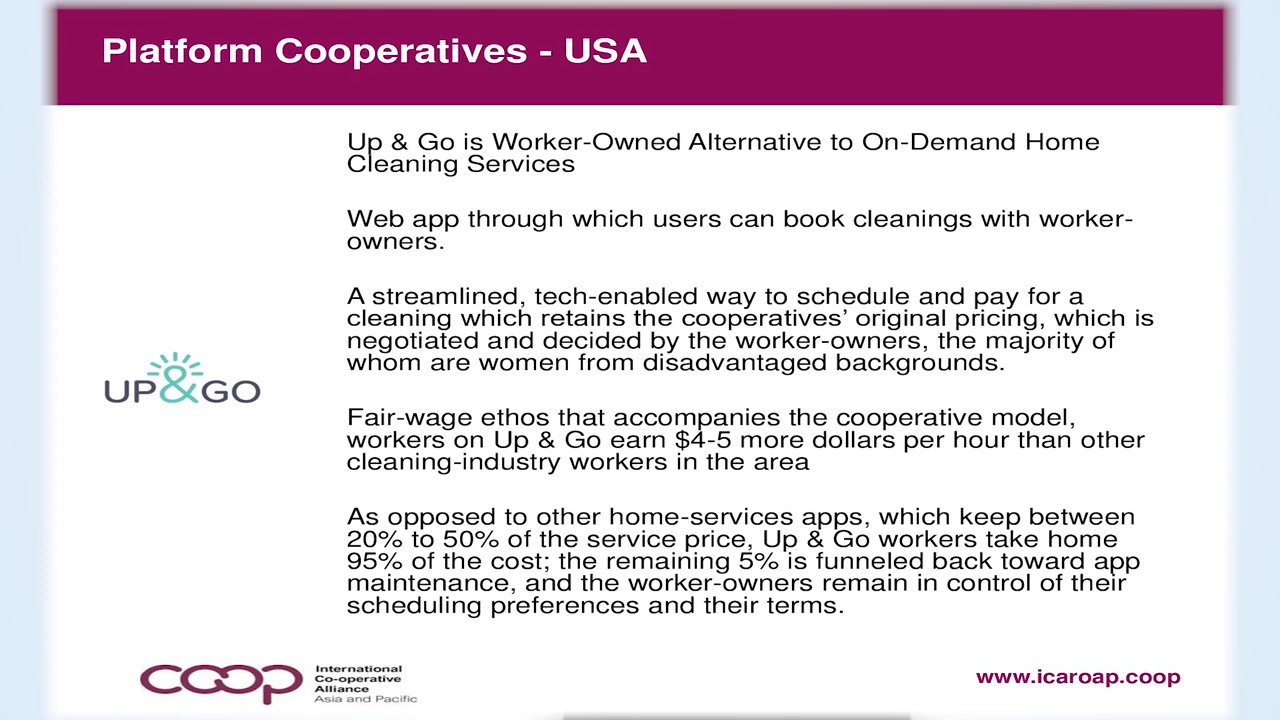 Platform Cooperatives - USA
Up & Go is Worker-Owned Alternative to On-Demand Home
Cleaning Services
Web app through which users can book cleanings with worker-
owners.
A streamlined, tech-enabled way to schedule and pay for a
cleaning which retains the cooperatives’ original pricing, which is
negotiated and decided by the worker-owners, the majority of
whom are women from disadvantaged backgrounds.
UP&GO
Fair-wage ethos that accompanies the cooperative model,
workers on Up & Go earn $4-5 more dollars per hour than other
cleaning-industry workers in the area
As opposed to other home-services apps, which keep between
20% to 50% of the service price, Up & Go workers take home
95% of the cost; the remaining 5% is funneled back toward app
maintenance, and the worker-owners remain in control of their
scheduling preferences and their terms.
coop
International
Co-operative
Alliance
Asia and Pacific
www.icaroap.coop